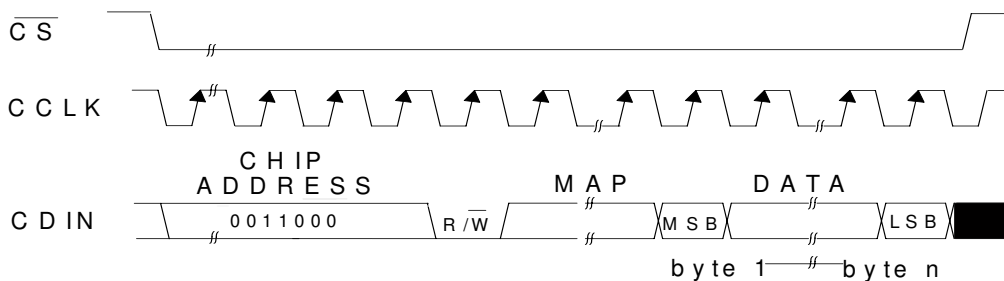 CS
CCLK
CHIP
ADDRESS
MAP
DATA
CDIN
0011000
R/W
MSB
LSB
byte 1
byte n